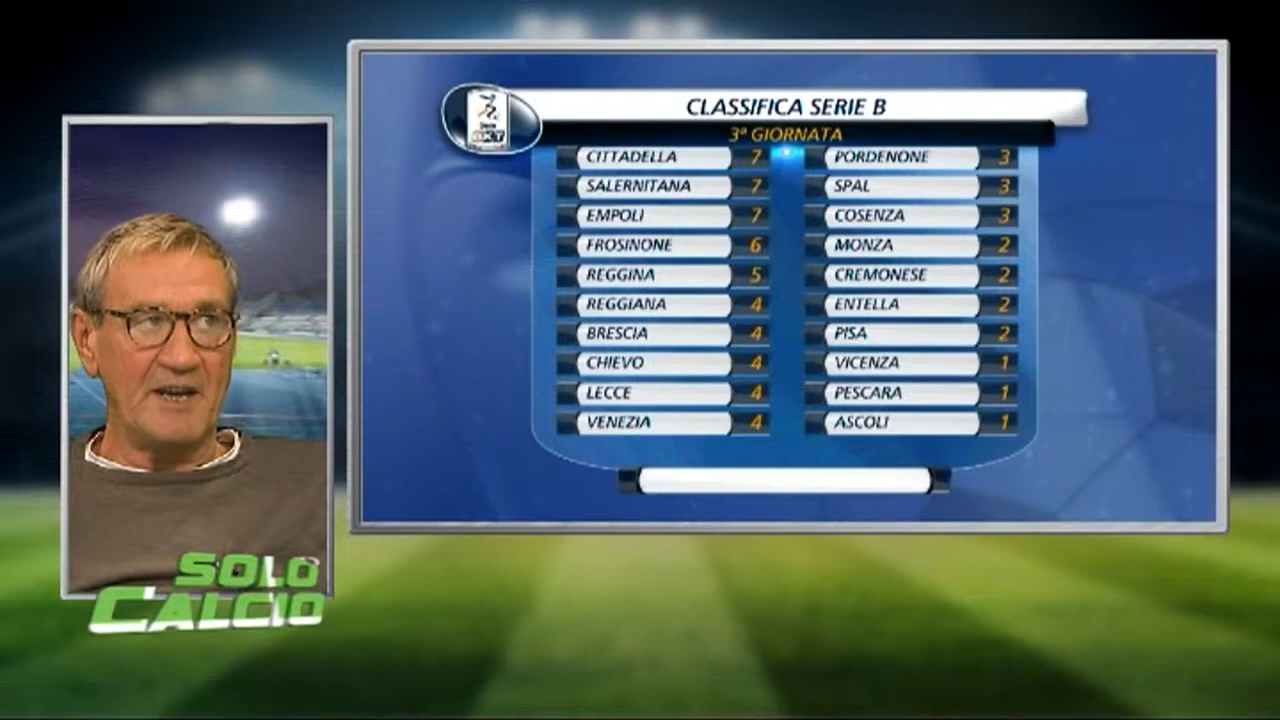 CLASSIFICA SERIE B
3ª GIORNATA
CITTADELLA 7
SALERNITANA 7
EMPOLI 7
FROSINONE 6
REGGINA 5
REGGIANA 4
BRESCIA 4
CHIEVO 4
LECCE 4
VENEZIA 4
PORDENONE 3
SPAL 3
COSENZA 3
MONZA 2
CREMONESE 2
ENTELLA 2
PISA 2
VICENZA 1
PESCARA 1
ASCOLI 1
SOLO
CALCIO